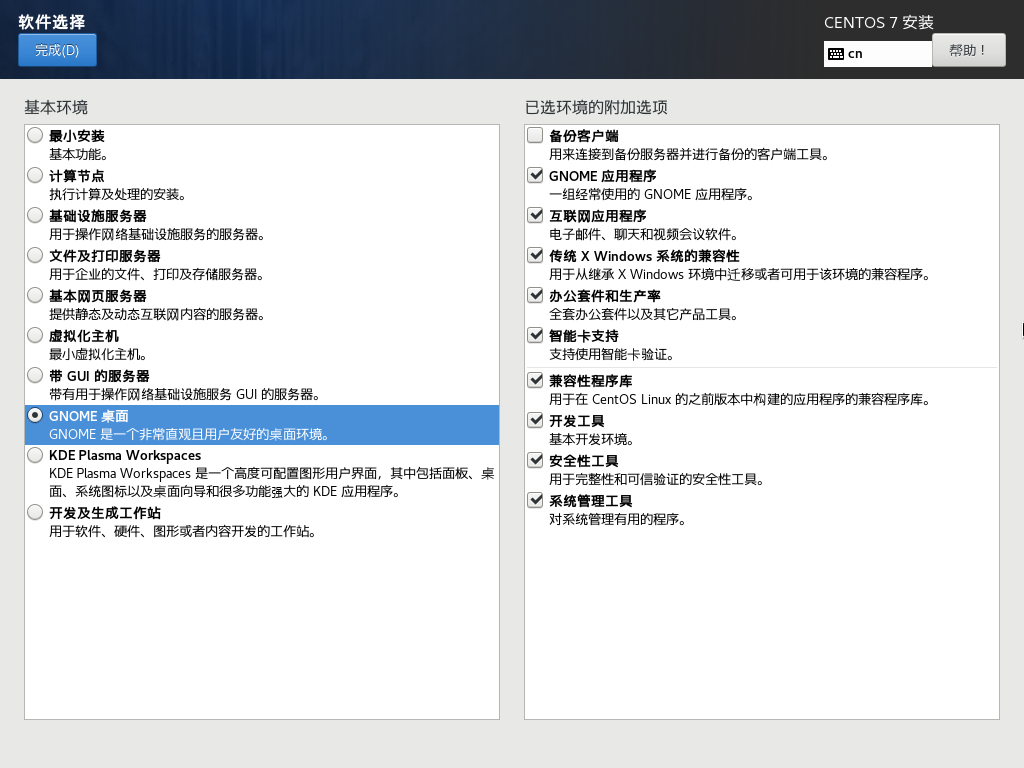 软件选择
完成(D)
CENTOS 7 安装
cn
帮助！
基本环境
最小安装
基本功能。
计算节点
执行计算及处理的安装。
基础设施服务器
用于操作网络基础设施服务的服务器。
文件及打印服务器
用于企业的文件、打印及存储服务器。
基本网页服务器
提供静态及动态互联网内容的服务器。
虚拟化主机
最小虚拟化主机。
带 GUI 的服务器
带有用于操作网络基础设施服务 GUI 的服务器。
GNOME 桌面
GNOME 是一个非常直观且用户友好的桌面环境。
KDE Plasma Workspaces
KDE Plasma Workspaces 是一个高度可配置图形用户界面，其中包括面板、桌
面、系统图标以及桌面向导和很多功能强大的 KDE 应用程序。
开发及生成工作站
用于软件、硬件、图形或者内容开发的工作站。
已选环境的附加选项
备份客户端
用来连接到备份服务器并进行备份的客户端工具。
GNOME 应用程序
一组经常使用的 GNOME 应用程序。
互联网应用程序
电子邮件、聊天和视频会议软件。
传统 X Windows 系统的兼容性
用于从继承 X Windows 环境中迁移或者可用于该环境的兼容程序。
办公套件和生产率
全套办公套件以及其它产品工具。
智能卡支持
支持使用智能卡验证。
兼容性程序库
用于在 CentOS Linux 的之前版本中构建的应用程序的兼容程序库。
开发工具
基本开发环境。
安全性工具
用于完整性和可信验证的安全性工具。
系统管理工具
对系统管理有用的程序。